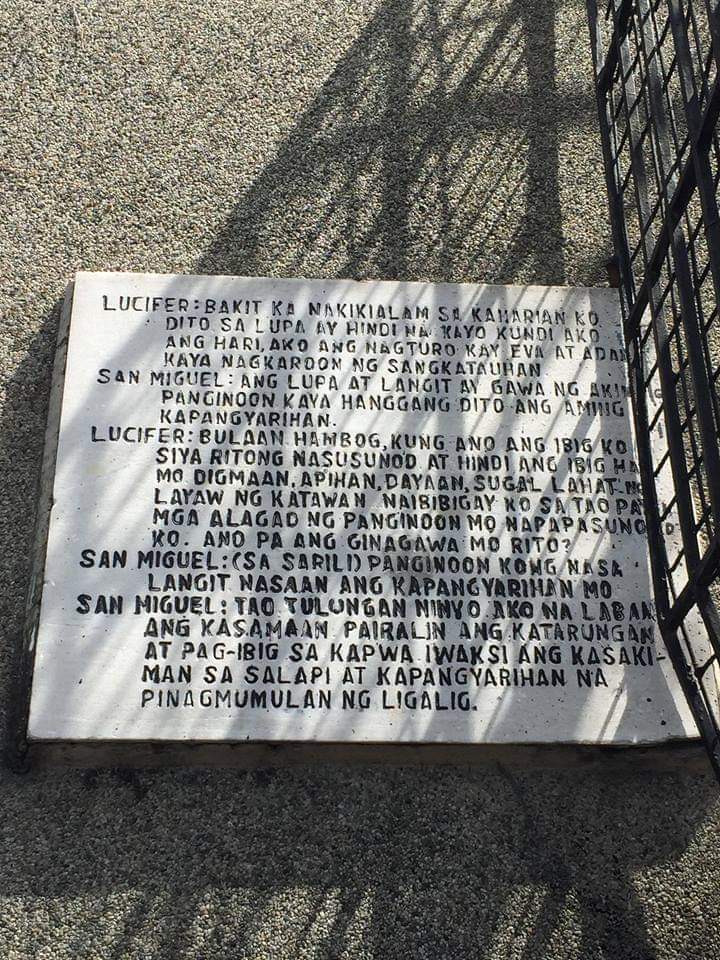 LUCIFER: BAKIT KA NAKIKIALAM SA KAHARIAN KO.
DITO SA LUPA AY HINDI NA KAYO KUNDI AKO
ANG HARI, AKO ANG NAGTURO KAY EVA AT ADAN
KAYA NAGKAROON NG SANGKATAUHAN
SAN MIGUEL: ANG LUPA AT LANGIT AY GAWA NG AKING
PANGINOON KAYA HANGGANG DITO ANG AMING
KAPANGYARIHAN.
LUCIFER: BULAAN HAMBOG, KUNG ANO ANG IBIG KO
SIYA RITONG NASUSUNOD AT HINDI ANG IBIG
MO DIGMAAN, APIHAN, DAYAAN, SUGAL LAHAT NG
LAYAW NG KATAWAN NAIBIBIGAY KO SA TAO PATI
MGA ALAGAD NG PANGINOON MO NAPAPASUNOD
KO. ANO PA ANG GINAGAWA MO RITO?
SAN MIGUEL: (SA SARILI) PANGINOON KONG NASA
LANGIT NASAAN ANG KAPANGYARIHAN MO
SAN MIGUEL: TAO TULUNGAN NINYO AKO NA LABAN
ANG KASAMAAN PAIRALIN ANG KATARUNGAN
AT PAG-IBIG SA KAPWA IWAKSI ANG KASAKI-
MAN SA SALAPI AT KAPANGYARIHAN NA
PINAGMUMULAN NG LIGALIG.